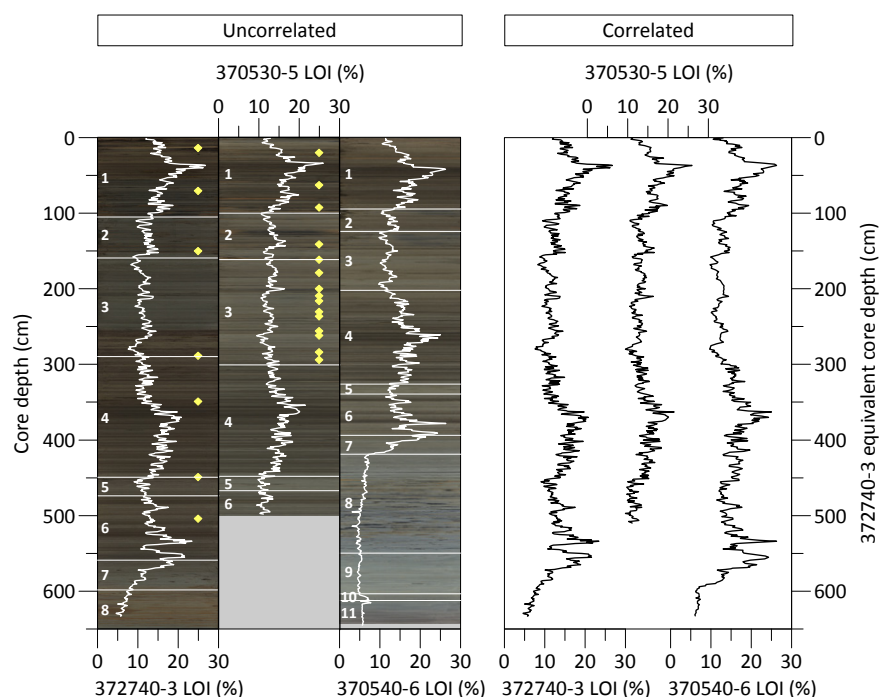 Uncorrelated
Correlated
370530-5 LOI (%)
370530-5 LOI (%)
0 10 20 30
0 10 20 30
0
100
200
300
400
500
600
Core depth (cm)
1
2
3
4
5
6
7
8
1
2
3
4
5
6
1
2
3
4
5
6
7
8
9
10
11
0
100
200
300
400
500
600
372740-3 equivalent core depth (cm)
0 10 20 30 0 10 20 30
0 10 20 30 0 10 20 30
372740-3 LOI (%)
370540-6 LOI (%)
372740-3 LOI (%)
370540-6 LOI (%)